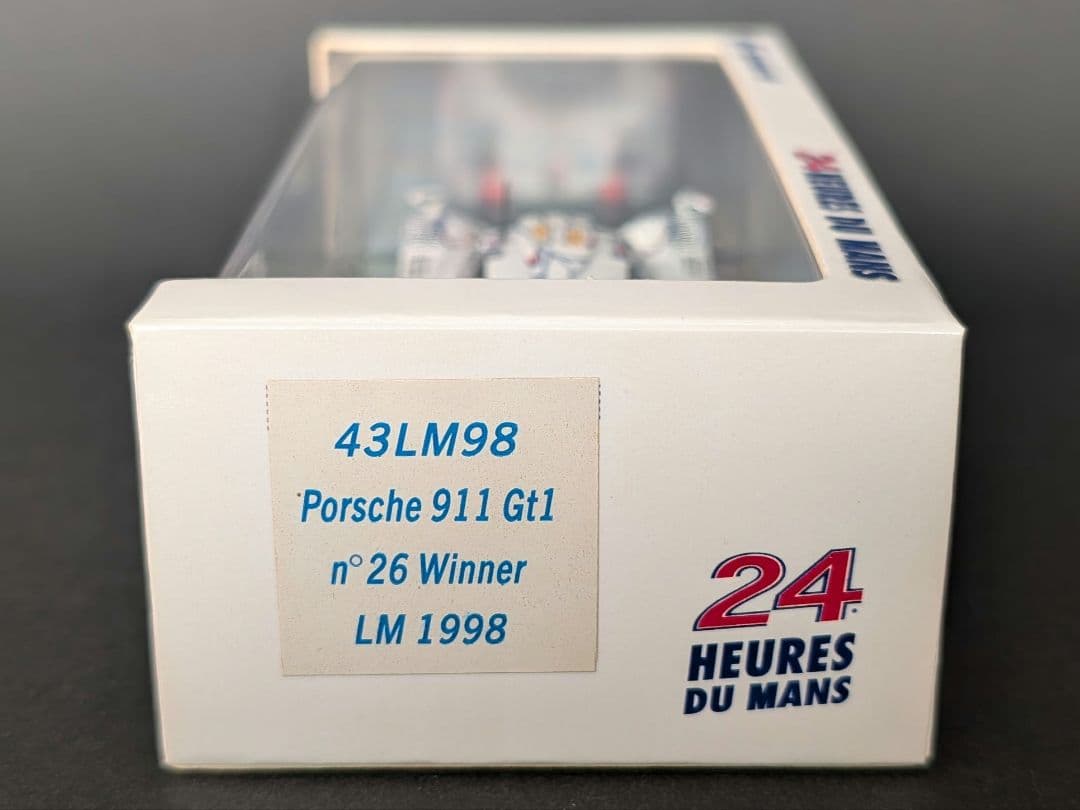 43LM98
Porsche 911 Gt1
n° 26 Winner
LM 1998
24
HEURES
DU MANS
24 HEURES DU MANS